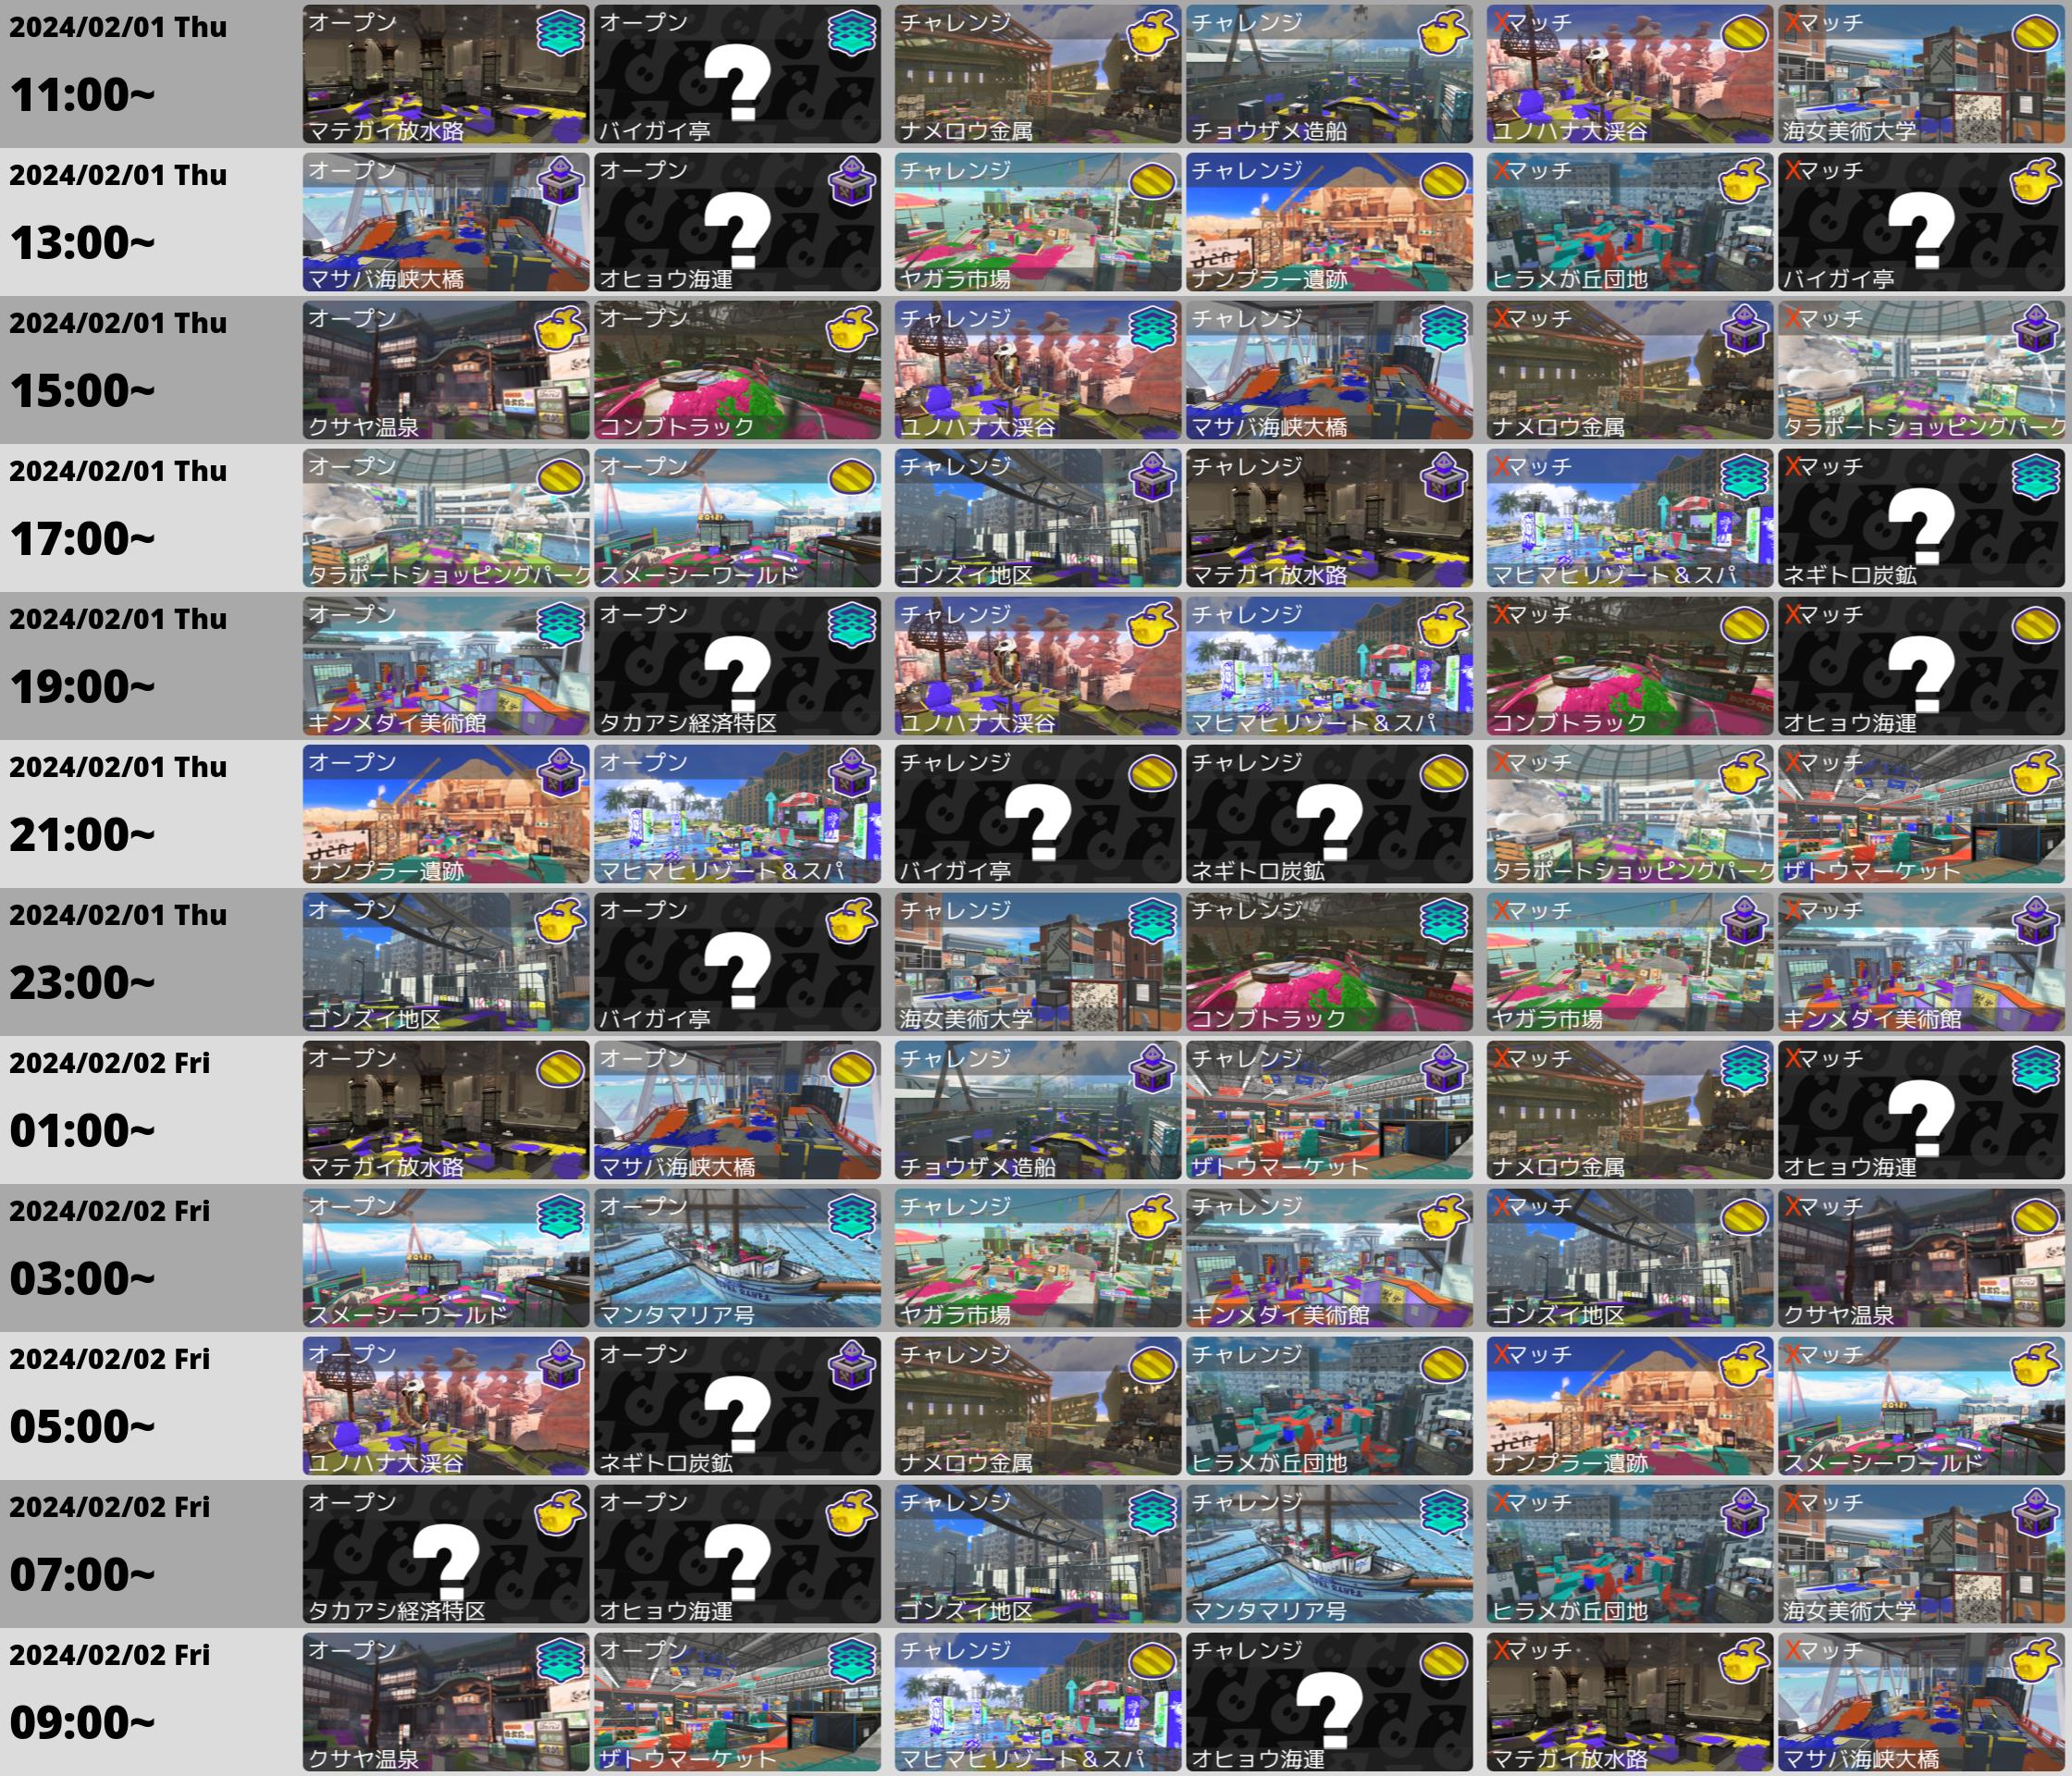 2024/02/01 Thu
11:00~
オープン
マテガイ放水路
オープン
バイガイ亭
チャレンジ
ナメロウ金属
チャレンジ
チョウザメ造船
Xマッチ
ユノハナ大渓谷
Xマッチ
海女美術大学
2024/02/01 Thu
13:00~
オープン
マサバ海峡大橋
オープン
オヒョウ海運
チャレンジ
ヤガラ市場
チャレンジ
ナンプラー遺跡
Xマッチ
ヒラメが丘団地
Xマッチ
バイガイ亭
2024/02/01 Thu
15:00~
オープン
クサヤ温泉
オープン
コンブトラック
チャレンジ
ユノハナ大渓谷
チャレンジ
マサバ海峡大橋
Xマッチ
ナメロウ金属
Xマッチ
タラポートショッピングパーク
2024/02/01 Thu
17:00~
オープン
タラポートショッピングパーク
オープン
スメーシーワールド
チャレンジ
ゴンズイ地区
チャレンジ
マテガイ放水路
Xマッチ
マヒマヒリゾート&スパ
Xマッチ
ネギトロ炭鉱
2024/02/01 Thu
19:00~
オープン
キンメダイ美術館
オープン
タカアシ経済特区
チャレンジ
ユノハナ大渓谷
チャレンジ
マヒマヒリゾート&スパ
Xマッチ
コンブトラック
Xマッチ
オヒョウ海運
2024/02/01 Thu
21:00~
オープン
ナンプラー遺跡
オープン
マヒマヒリゾート&スパ
チャレンジ
バイガイ亭
チャレンジ
ネギトロ炭鉱
Xマッチ
タラポートショッピングパーク
Xマッチ
ザトウマーケット
2024/02/01 Thu
23:00~
オープン
ゴンズイ地区
オープン
バイガイ亭
チャレンジ
海女美術大学
チャレンジ
コンブトラック
Xマッチ
ヤガラ市場
Xマッチ
キンメダイ美術館
2024/02/02 Fri
01:00~
オープン
マテガイ放水路
オープン
マサバ海峡大橋
チャレンジ
チョウザメ造船
チャレンジ
ザトウマーケット
Xマッチ
ナメロウ金属
Xマッチ
オヒョウ海運
2024/02/02 Fri
03:00~
オープン
スメーシーワールド
オープン
マンタマリア号
チャレンジ
ヤガラ市場
チャレンジ
キンメダイ美術館
Xマッチ
ゴンズイ地区
Xマッチ
クサヤ温泉
2024/02/02 Fri
05:00~
オープン
ユノハナ大渓谷
オープン
ネギトロ炭鉱
チャレンジ
ナメロウ金属
チャレンジ
ヒラメが丘団地
Xマッチ
ナンプラー遺跡
Xマッチ
スメーシーワールド
2024/02/02 Fri
07:00~
オープン
タカアシ経済特区
オープン
オヒョウ海運
チャレンジ
ゴンズイ地区
チャレンジ
マンタマリア号
Xマッチ
ヒラメが丘団地
Xマッチ
海女美術大学
2024/02/02 Fri
09:00~
オープン
クサヤ温泉
オープン
ザトウマーケット
チャレンジ
マヒマヒリゾート&スパ
チャレンジ
オヒョウ海運
Xマッチ
マテガイ放水路
Xマッチ
マサバ海峡大橋